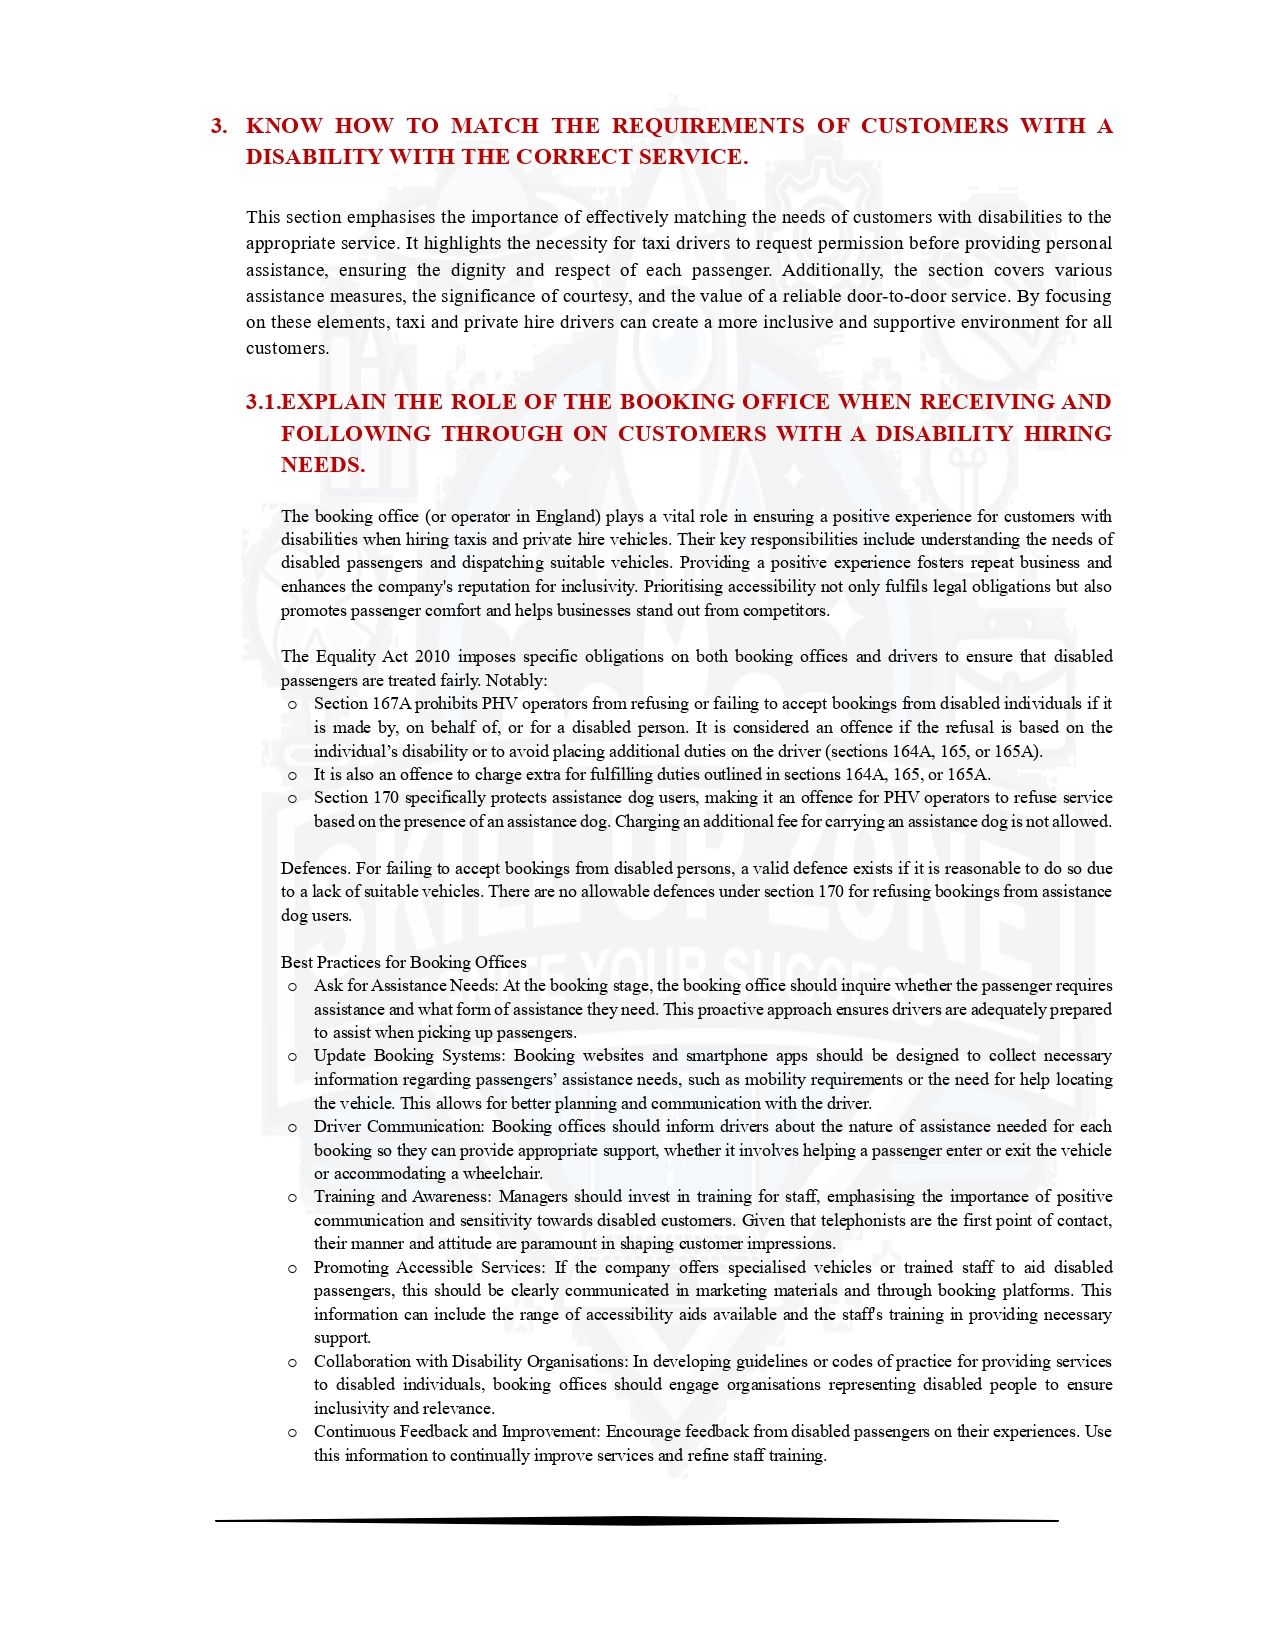 3. KNOW HOW TO MATCH THE REQUIREMENTS OF CUSTOMERS WITH A
DISABILITY WITH THE CORRECT SERVICE.
This section emphasises the importance of effectively matching the needs of customers with disabilities to the
appropriate service. It highlights the necessity for taxi drivers to request permission before providing personal
assistance, ensuring the dignity and respect of each passenger. Additionally, the section covers various
assistance measures, the significance of courtesy, and the value of a reliable door-to-door service. By focusing
on these elements, taxi and private hire drivers can create a more inclusive and supportive environment for all
customers.
3.1.EXPLAIN THE ROLE OF THE BOOKING OFFICE WHEN RECEIVING AND
FOLLOWING THROUGH ON CUSTOMERS WITH A DISABILITY HIRING
NEEDS.
The booking office (or operator in England) plays a vital role in ensuring a positive experience for customers with
disabilities when hiring taxis and private hire vehicles. Their key responsibilities include understanding the needs of
disabled passengers and dispatching suitable vehicles. Providing a positive experience fosters repeat business and
enhances the company's reputation for inclusivity. Prioritising accessibility not only fulfils legal obligations but also
promotes passenger comfort and helps businesses stand out from competitors.
The Equality Act 2010 imposes specific obligations on both booking offices and drivers to ensure that disabled
passengers are treated fairly. Notably:
o Section 167A prohibits PHV operators from refusing or failing to accept bookings from disabled individuals if it
is made by, on behalf of, or for a disabled person. It is considered an offence if the refusal is based on the
individual’s disability or to avoid placing additional duties on the driver (sections 164A, 165, or 165A).
o It is also an offence to charge extra for fulfilling duties outlined in sections 164A, 165, or 165A.
o Section 170 specifically protects assistance dog users, making it an offence for PHV operators to refuse service
based on the presence of an assistance dog. Charging an additional fee for carrying an assistance dog is not allowed.
Defences. For failing to accept bookings from disabled persons, a valid defence exists if it is reasonable to do so due
to a lack of suitable vehicles. There are no allowable defences under section 170 for refusing bookings from assistance
dog users.
Best Practices for Booking Offices
o Ask for Assistance Needs: At the booking stage, the booking office should inquire whether the passenger requires
assistance and what form of assistance they need. This proactive approach ensures drivers are adequately prepared
to assist when picking up passengers.
o Update Booking Systems: Booking websites and smartphone apps should be designed to collect necessary
information regarding passengers’ assistance needs, such as mobility requirements or the need for help locating
the vehicle. This allows for better planning and communication with the driver.
o Driver Communication: Booking offices should inform drivers about the nature of assistance needed for each
booking so they can provide appropriate support, whether it involves helping a passenger enter or exit the vehicle
or accommodating a wheelchair.
o Training and Awareness: Managers should invest in training for staff, emphasising the importance of positive
communication and sensitivity towards disabled customers. Given that telephonists are the first point of contact,
their manner and attitude are paramount in shaping customer impressions.
o Promoting Accessible Services: If the company offers specialised vehicles or trained staff to aid disabled
passengers, this should be clearly communicated in marketing materials and through booking platforms. This
information can include the range of accessibility aids available and the staff's training in providing necessary
support.
o Collaboration with Disability Organisations: In developing guidelines or codes of practice for providing services
to disabled individuals, booking offices should engage organisations representing disabled people to ensure
inclusivity and relevance.
o Continuous Feedback and Improvement: Encourage feedback from disabled passengers on their experiences. Use
this information to continually improve services and refine staff training.
SKILL UP ZONE
IGNITE YOUR SUCCESS